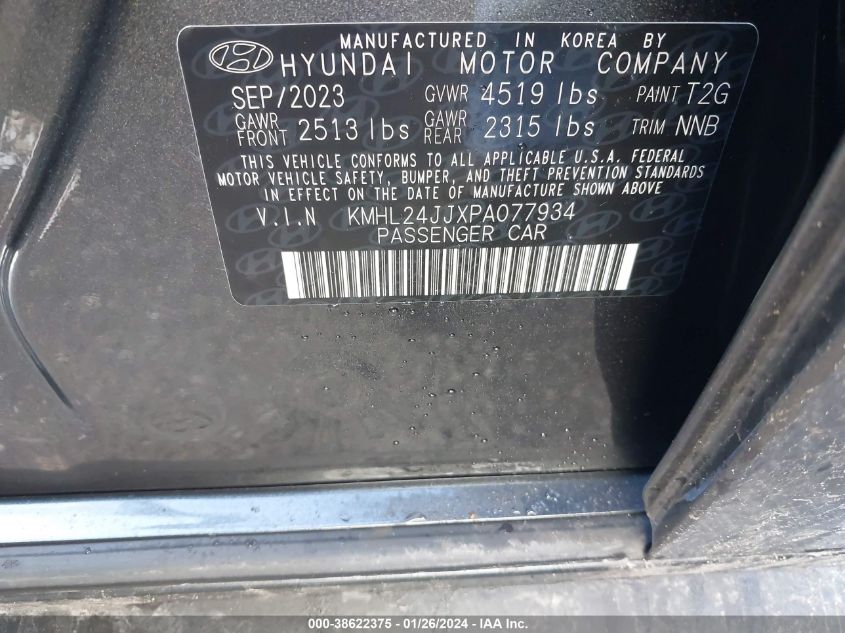 MANUFACTURED IN KOREA BY
HYUNDAI MOTOR COMPANY
SEP/2023 GVWR 4519 lbs PAINT T2G
GAWR FRONT 2513 lbs GAWR REAR 2315 lbs TRIM NNB
THIS VEHICLE CONFORMS TO ALL APPLICABLE U.S.A. FEDERAL
MOTOR VEHICLE SAFETY, BUMPER, AND THEFT PREVENTION STANDARDS
IN EFFECT ON THE DATE OF MANUFACTURE SHOWN ABOVE
V.I.N KMHL24JJXPA077934
PASSENGER CAR
000-38622375 - 01/26/2024 - IAA Inc.